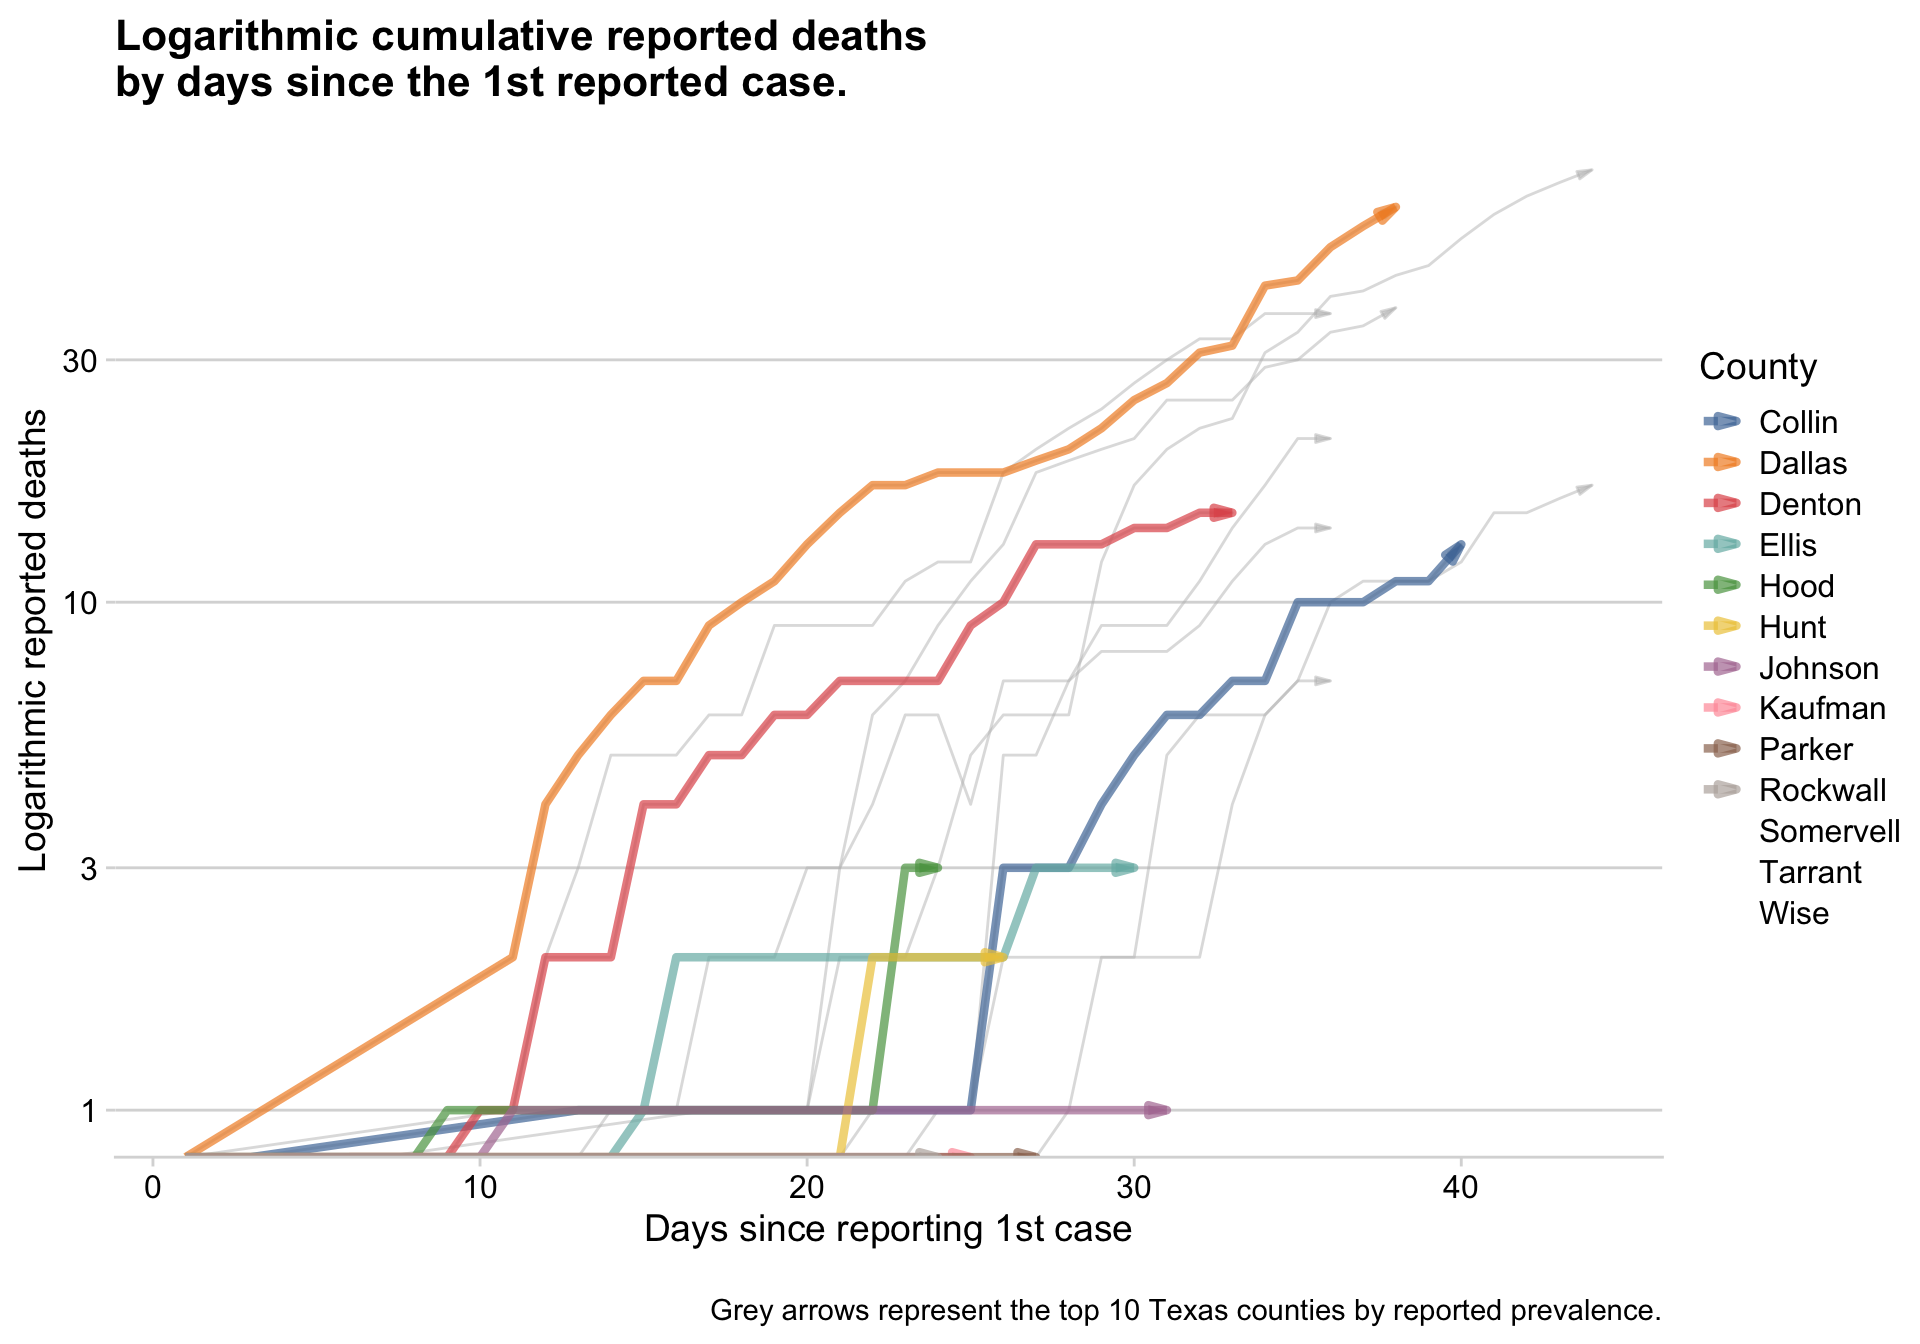 Logarithmic cumulative reported deaths
by days since the 1st reported case.
Logarithmic reported deaths
30
10
3
1
0
10
20
30
40
Days since reporting 1st case
County
Collin
Dallas
Denton
Ellis
Hood
Hunt
Johnson
Kaufman
Parker
Rockwall
Somervell
Tarrant
Wise
Grey arrows represent the top 10 Texas counties by reported prevalence.